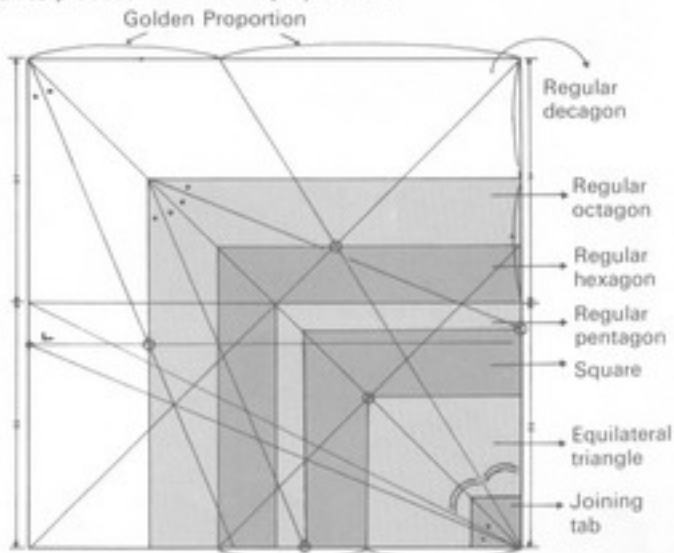 Golden Proportion
Regular
decagon
Regular
octagon
Regular
hexagon
Regular
pentagon
Square
Equilateral
triangle
Joining
tab